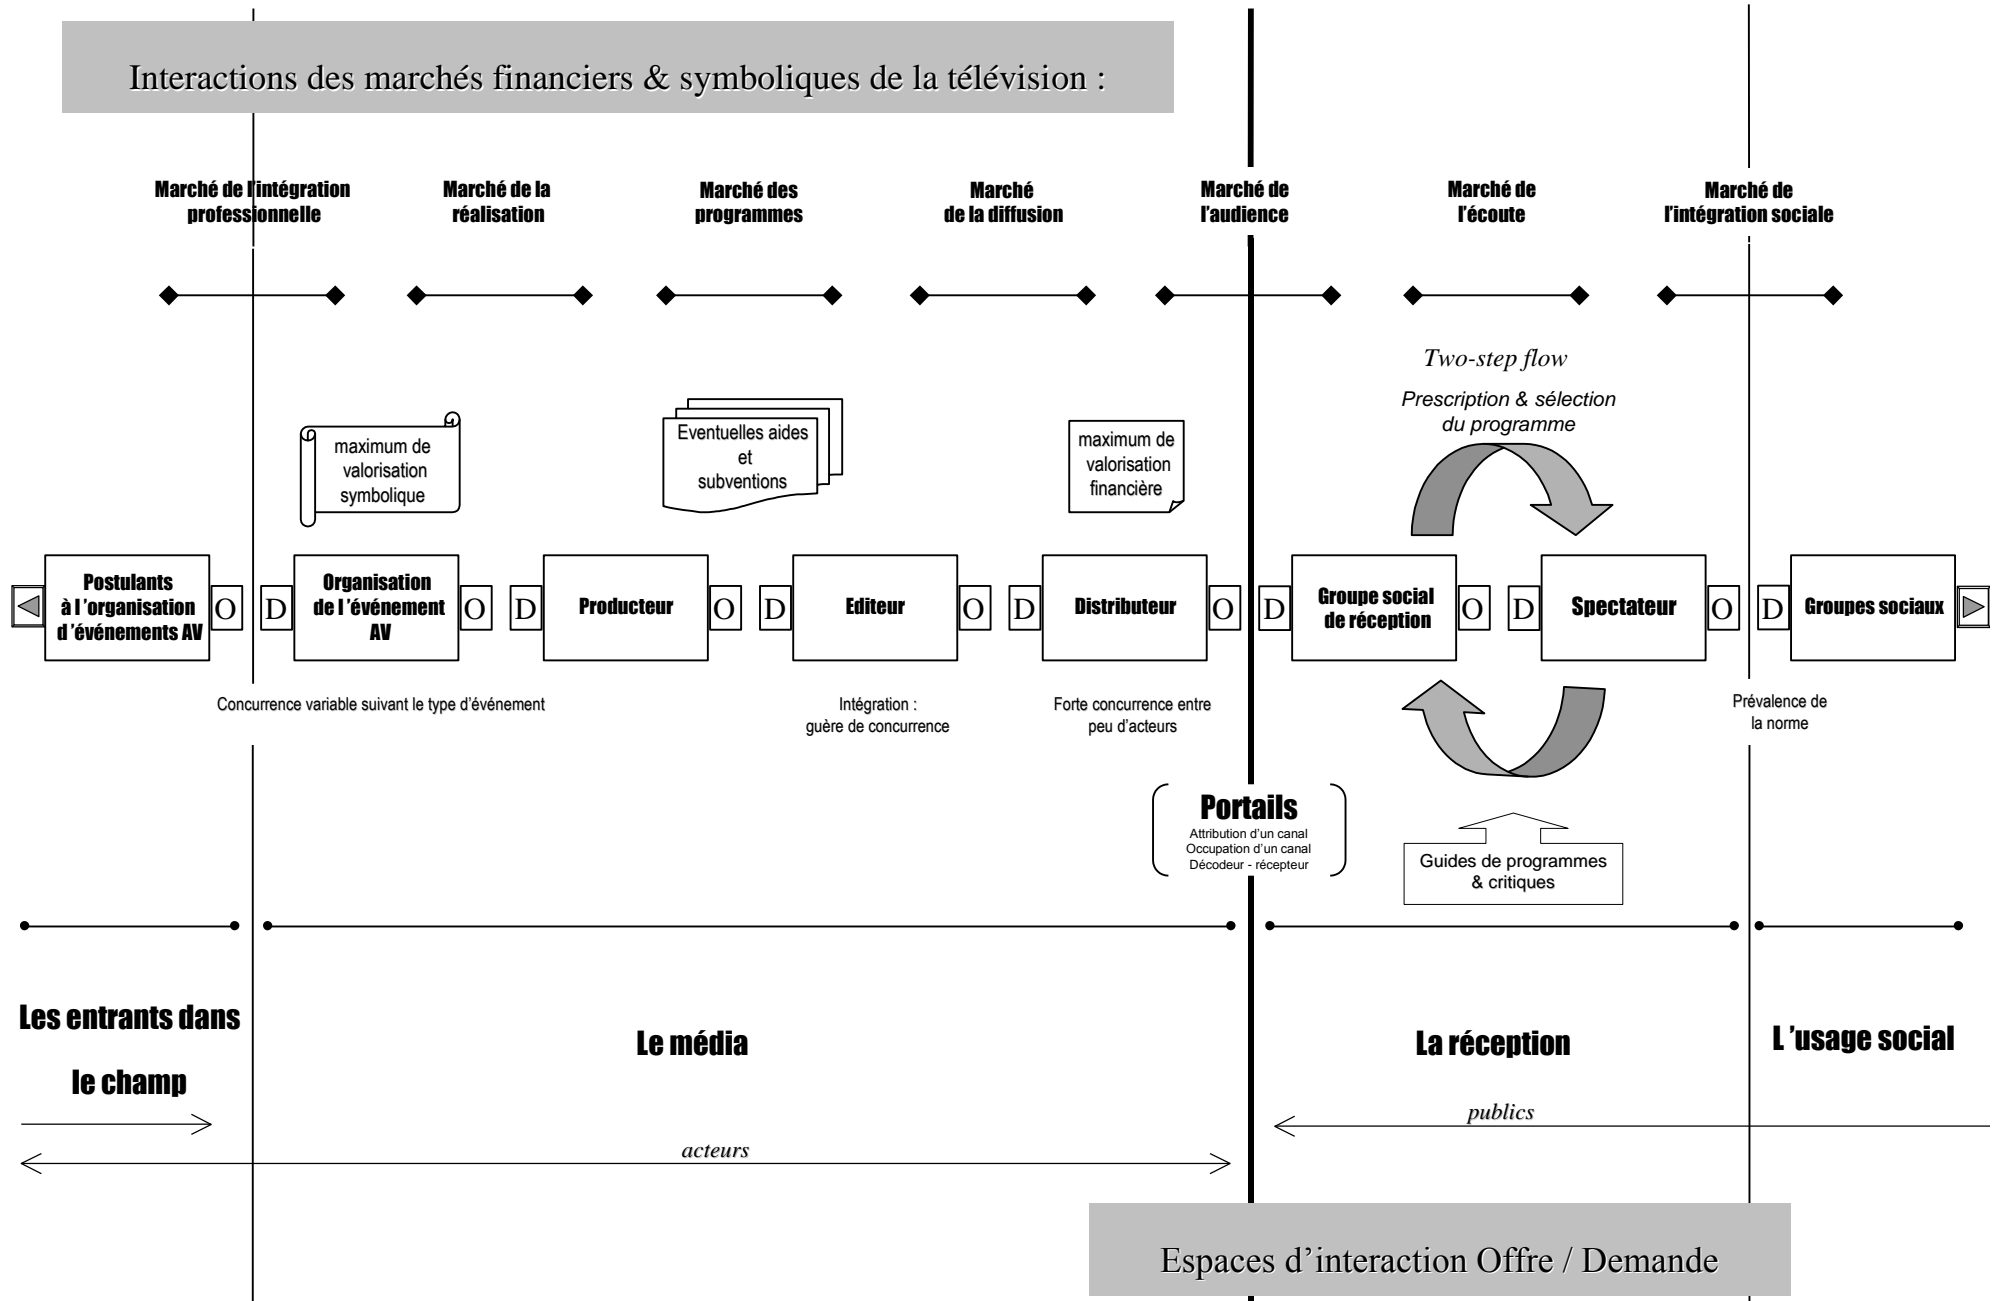 Interactions des marchés financiers & symboliques de la télévision :
Marché de l'intégration
professionnelle
Marché de la
réalisation
Marché des
programmes
Marché
de la diffusion
Marché de
l'audience
Marché de
l'écoute
Marché de
l'intégration sociale
Two-step flow
Prescription & sélection
du programme
maximum de
valorisation
symbolique
Eventuelles aides
et
subventions
maximum de
valorisation
financière
Postulants
à l 'organisation
d 'événements AV
O
D
Organisation
de l 'événement
AV
O
D
Producteur
O
D
Editeur
O
D
Distributeur
O
D
Groupe social
de réception
O
D
Spectateur
O
D
Groupes sociaux
Concurrence variable suivant le type d'événement
Intégration :
guère de concurrence
Forte concurrence entre
peu d'acteurs
Prévalence de
la norme
Portails
Attribution d'un canal
Occupation d'un canal
Décodeur - récepteur
Guides de programmes
& critiques
Les entrants dans
le champ
Le média
La réception
L 'usage social
publics
acteurs
Espaces d'interaction Offre / Demande